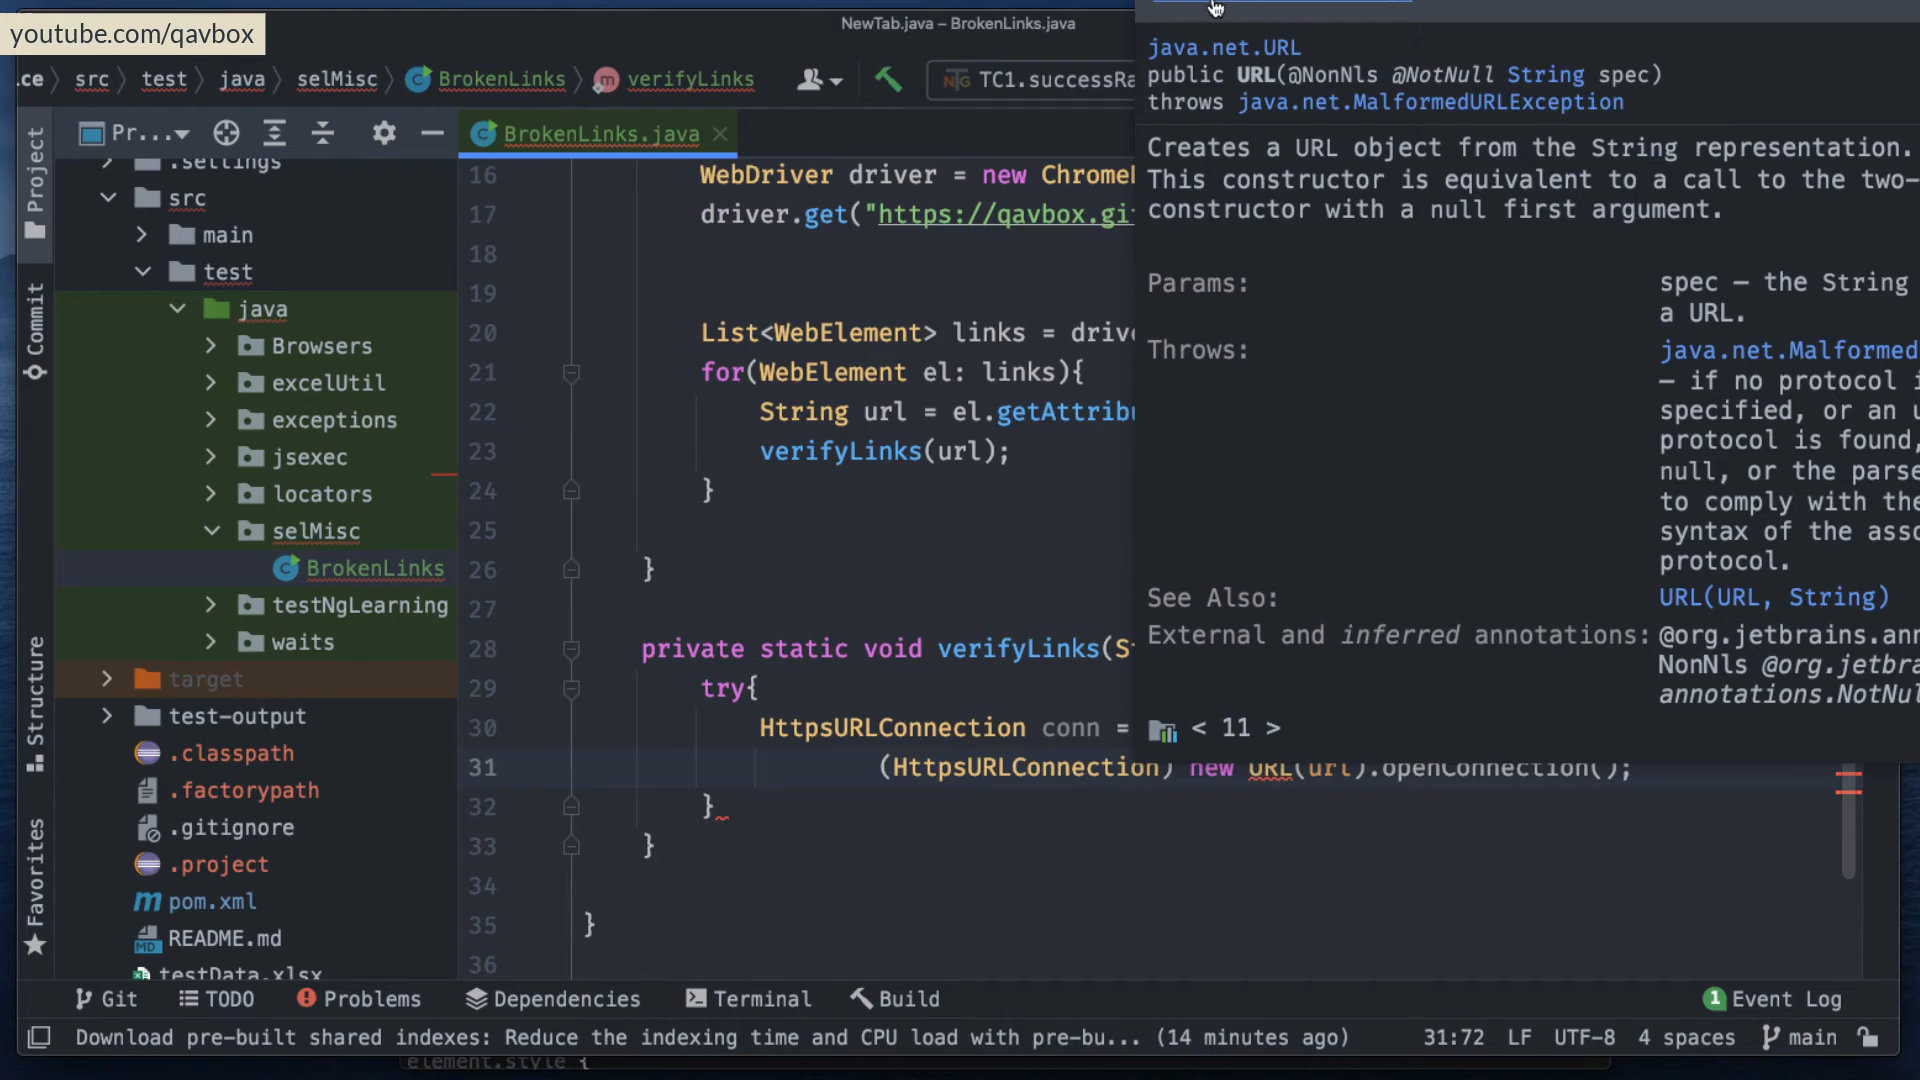 youtube.com/qavbox
NewTab.java – BrokenLinks.java
.ce src test java selMisc BrokenLinks verifyLinks TC1.successRa
Pr...
BrokenLinks.java
Project
Commit
Structure
Favorites
.settings
src
main
test
java
Browsers
excelUtil
exceptions
jsexec
locators
selMisc
BrokenLinks
testNgLearning
waits
target
test-output
.classpath
.factorypath
.gitignore
.project
pom.xml
README.md
testData.xlsx
16 WebDriver driver = new Chrome
17 driver.get("https://qavbox.gi
18
19
20 List<WebElement> links = drive
21 for(WebElement el: links){
22 String url = el.getAttribu
23 verifyLinks(url);
24 }
25
26 }
27
28 private static void verifyLinks(S
29 try{
30 HttpsURLConnection conn =
31 (HttpsURLConnection) new URL(url).openConnection();
32 }
33 }
34
35 }
36
java.net.URL
public URL(@NonNls @NotNull String spec)
throws java.net.MalformedURLException
Creates a URL object from the String representation.
This constructor is equivalent to a call to the two-
constructor with a null first argument.
Params:
spec – the String
a URL.
Throws:
java.net.Malformed
– if no protocol i
specified, or an u
protocol is found,
null, or the parse
to comply with the
syntax of the asso
protocol.
See Also:
URL(URL, String)
External and inferred annotations:
@org.jetbrains.ann
NonNls @org.jetbra
annotations.NotNul
< 11 >
Git TODO Problems Dependencies Terminal Build 1 Event Log
Download pre-built shared indexes: Reduce the indexing time and CPU load with pre-bu... (14 minutes ago) 31:72 LF UTF-8 4 spaces main
element.style {